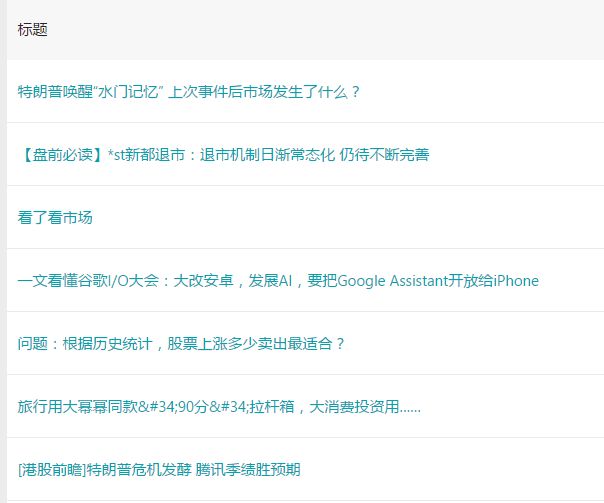 标题
特朗普唤醒“水门记忆” 上次事件后市场发生了什么？
【盘前必读】*st新都退市：退市机制日渐常态化 仍待不断完善
看了看市场
一文看懂谷歌I/O大会：大改安卓，发展AI，要把Google Assistant开放给iPhone
问题：根据历史统计，股票上涨多少卖出最适合？
旅行用大幂幂同款&#34;90分&#34;拉杆箱，大消费投资用......
[港股前瞻]特朗普危机发酵 腾讯季绩胜预期